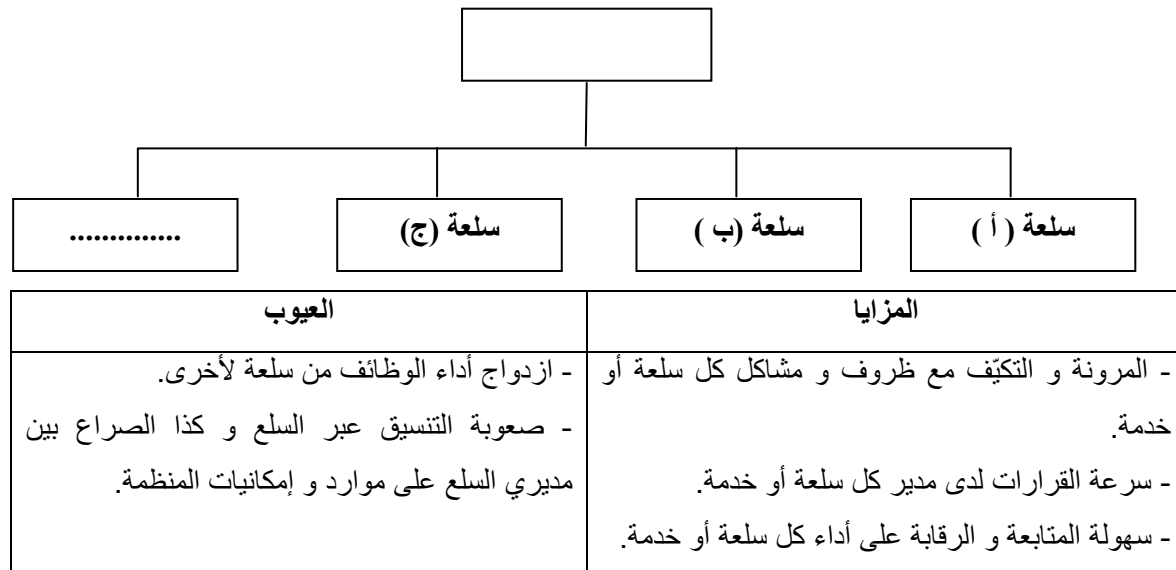 سلعة ( أ )
سلعة (ب )
سلعة (ج)
..............
المزايا
العيوب
- المرونة و التكيّف مع ظروف و مشاكل كل سلعة أو
خدمة.
- سرعة القرارات لدى مدير كل سلعة أو خدمة.
- سهولة المتابعة و الرقابة على أداء كل سلعة أو خدمة.
- ازدواج أداء الوظائف من سلعة لأخرى.
- صعوبة التنسيق عبر السلع و كذا الصراع بين
مديري السلع على موارد و إمكانيات المنظمة.